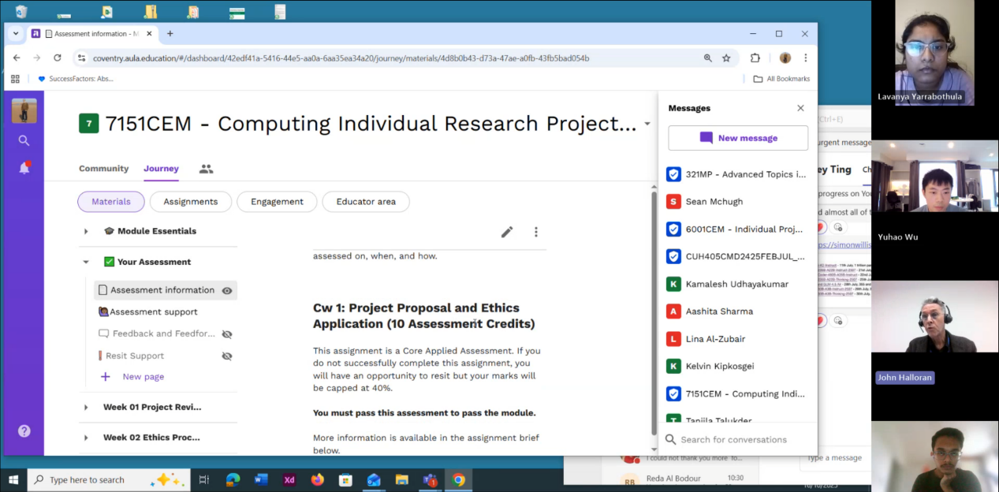 Assessment information - M
coventry.aula.education/#/dashboard/42edf41a-5416-44e5-aa0a-6aa35ea34a20/journey/materials/4d8b0b43-d73a-47ae-a0fb-43fb5bad054b
SuccessFactors: Abs...
All Bookmarks
7
7151CEM - Computing Individual Research Project...
Community
Journey
Materials
Assignments
Engagement
Educator area
Module Essentials
Your Assessment
Assessment information
Assessment support
Feedback and Feedfor...
Resit Support
New page
Week 01 Project Revi...
Week 02 Ethics Proc...
assessed on, when, and how.
Cw 1: Project Proposal and Ethics
Application (10 Assessment Credits)
This assignment is a Core Applied Assessment. If you
do not successfully complete this assignment, you
will have an opportunity to resit but your marks will
be capped at 40%.
You must pass this assessment to pass the module.
More information is available in the assignment brief
below.
Messages
New message
321MP - Advanced Topics i...
S
Sean Mchugh
6001CEM - Individual Proj...
CUH405CMD2425FEBJUL_...
K
Kamalesh Udhayakumar
A
Aashita Sharma
L
Lina Al-Zubair
K
Kelvin Kipkosgei
7151CEM - Computing Indi...
T
Tanjila Talukder
Search for conversations
Ctrl+E)
urgent message
ey Ting
Ch
progress on You
d almost all of t
ps://simonwillis
Type a message
I could not thank you more
RB
Reda Al Bodour
10:30
Type here to search
Xd
Lavanya Yarrabothula
Yuhao Wu
John Halloran